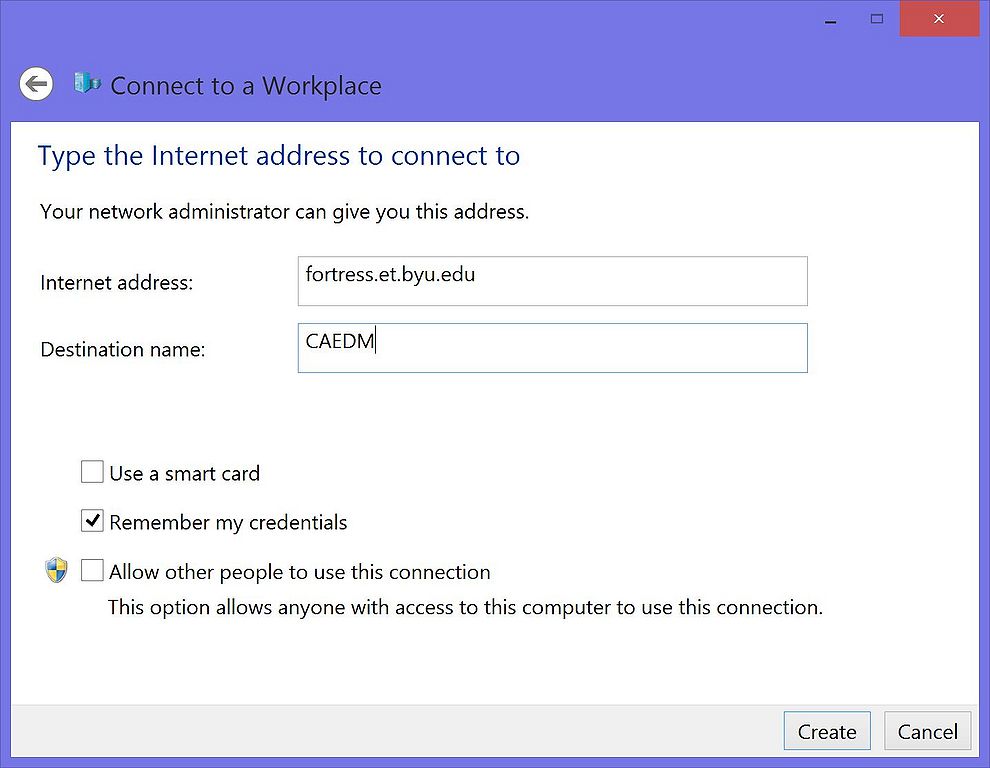 Connect to a Workplace
Type the Internet address to connect to
Your network administrator can give you this address.
Internet address:
fortress.et.byu.edu
Destination name:
CAEDM
Use a smart card
Remember my credentials
Allow other people to use this connection
This option allows anyone with access to this computer to use this connection.
Create
Cancel